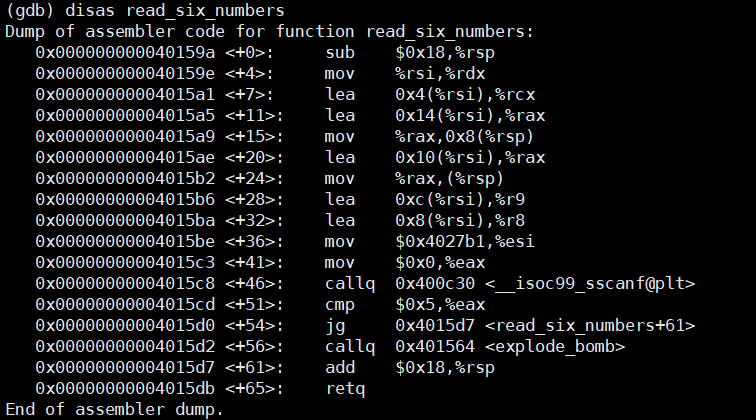 (gdb) disas read_six_numbers
Dump of assembler code for function read_six_numbers:
   0x000000000040159a <+0>:     sub    $0x18,%rsp
   0x000000000040159e <+4>:     mov    %rsi,%rdx
   0x00000000004015a1 <+7>:     lea    0x4(%rsi),%rcx
   0x00000000004015a5 <+11>:    lea    0x14(%rsi),%rax
   0x00000000004015a9 <+15>:    mov    %rax,0x8(%rsp)
   0x00000000004015ae <+20>:    lea    0x10(%rsi),%rax
   0x00000000004015b2 <+24>:    mov    %rax,(%rsp)
   0x00000000004015b6 <+28>:    lea    0xc(%rsi),%r9
   0x00000000004015ba <+32>:    lea    0x8(%rsi),%r8
   0x00000000004015be <+36>:    mov    $0x4027b1,%esi
   0x00000000004015c3 <+41>:    mov    $0x0,%eax
   0x00000000004015c8 <+46>:    callq  0x400c30 <__isoc99_sscanf@plt>
   0x00000000004015cd <+51>:    cmp    $0x5,%eax
   0x00000000004015d0 <+54>:    jg     0x4015d7 <read_six_numbers+61>
   0x00000000004015d2 <+56>:    callq  0x401564 <explode_bomb>
   0x00000000004015d7 <+61>:    add    $0x18,%rsp
   0x00000000004015db <+65>:    retq
End of assembler dump.